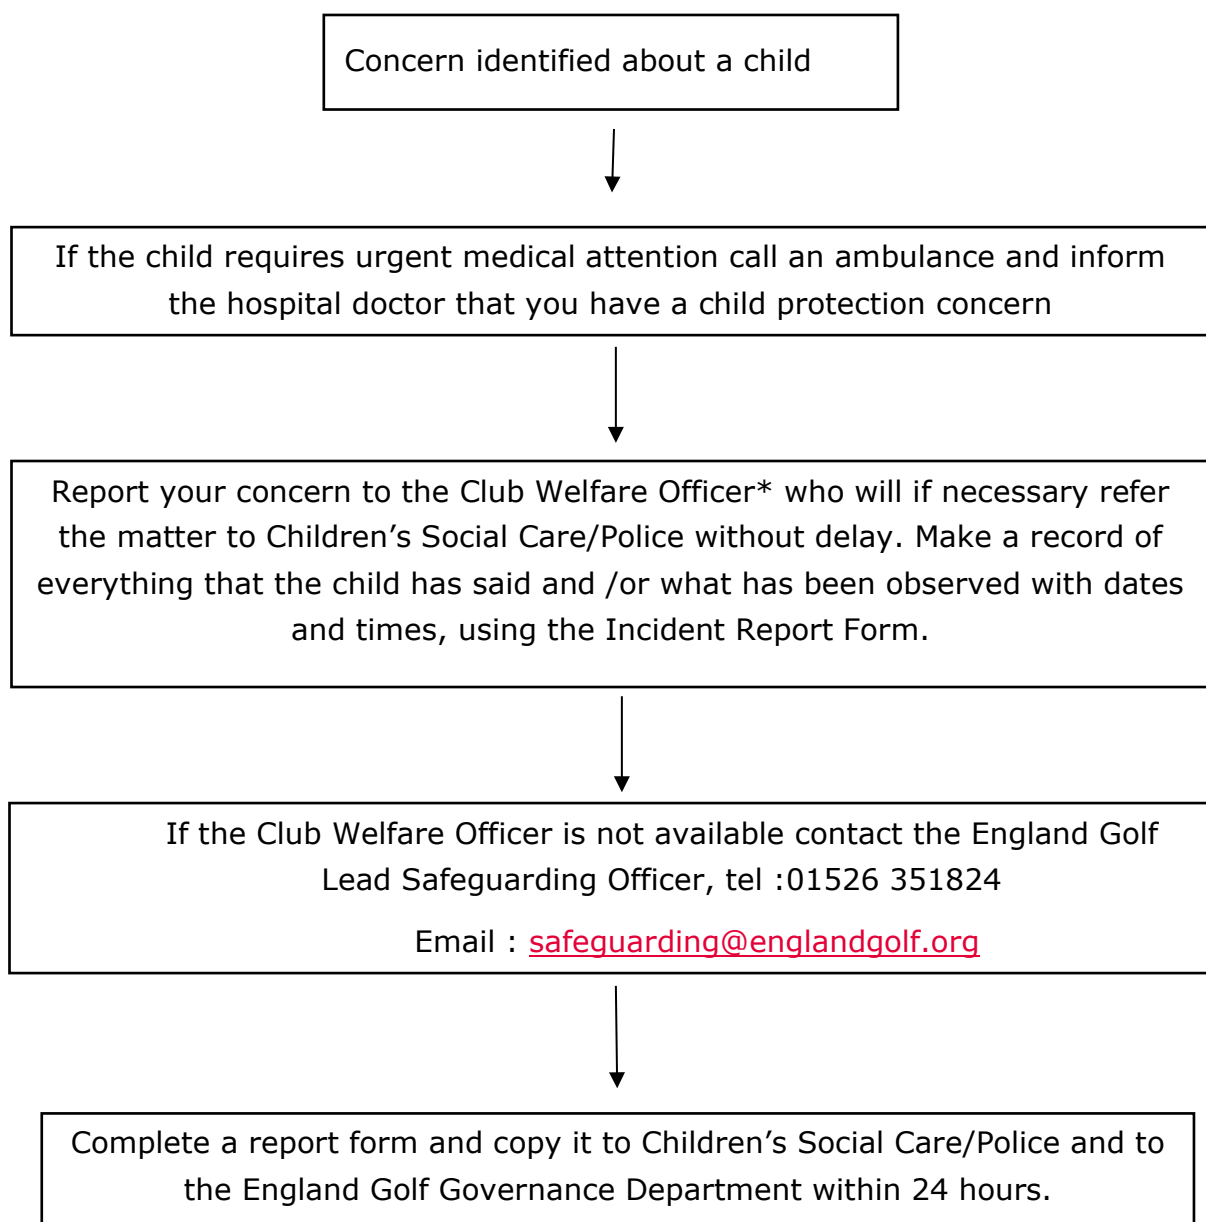 Concern identified about a child
If the child requires urgent medical attention call an ambulance and inform
the hospital doctor that you have a child protection concern
Report your concern to the Club Welfare Officer* who will if necessary refer
the matter to Children’s Social Care/Police without delay. Make a record of
everything that the child has said and /or what has been observed with dates
and times, using the Incident Report Form.
If the Club Welfare Officer is not available contact the England Golf
Lead Safeguarding Officer, tel :01526 351824
Email : safeguarding@englandgolf.org
Complete a report form and copy it to Children’s Social Care/Police and to
the England Golf Governance Department within 24 hours.